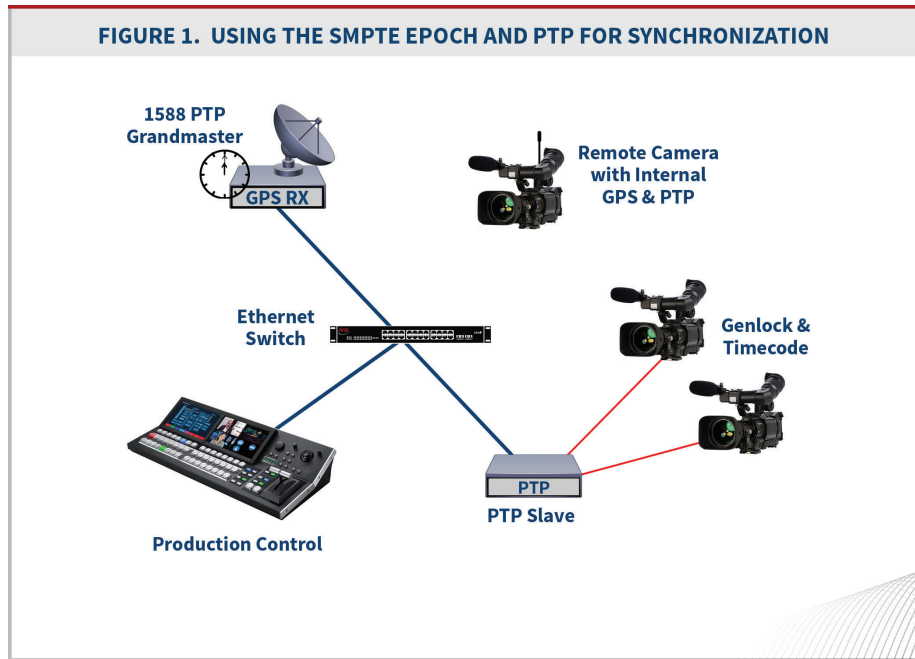 FIGURE 1. USING THE SMPTE EPOCH AND PTP FOR SYNCHRONIZATION
1588 PTP
Grandmaster
GPS RX
Remote Camera
with Internal
GPS & PTP
Ethernet
Switch
Genlock &
Timecode
PTP
PTP Slave
Production Control